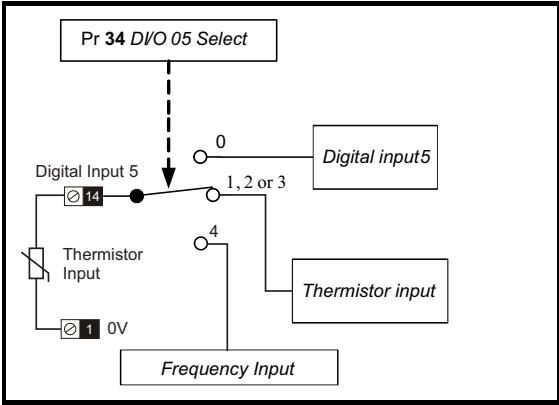 Pr 34 DI/O 05 Select
0
Digital input5
Digital Input 5
1, 2 or 3
14
4
Thermistor
Input
Thermistor input
1 0V
Frequency Input